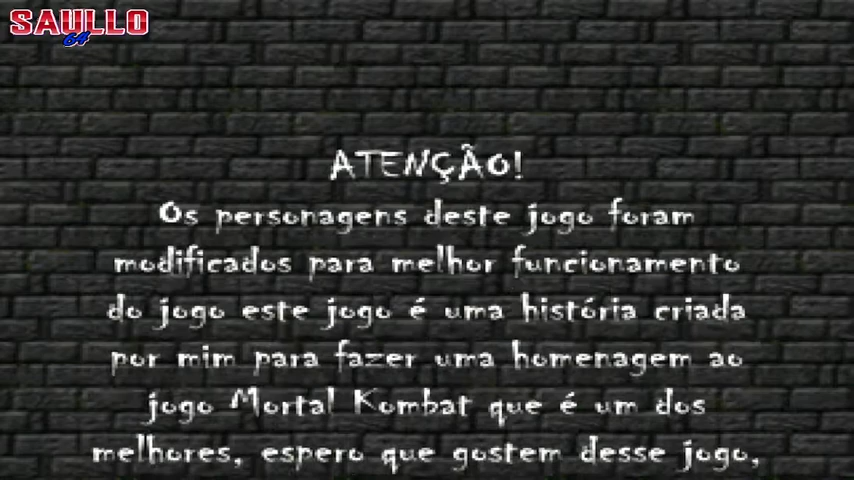 SAULLO
64
ATENÇÃO!
Os personagens deste jogo foram
modificados para melhor funcionamento
do jogo este jogo é uma história criada
por mim para fazer uma homenagem ao
jogo Mortal Kombat que é um dos
melhores, espero que gostem desse jogo,